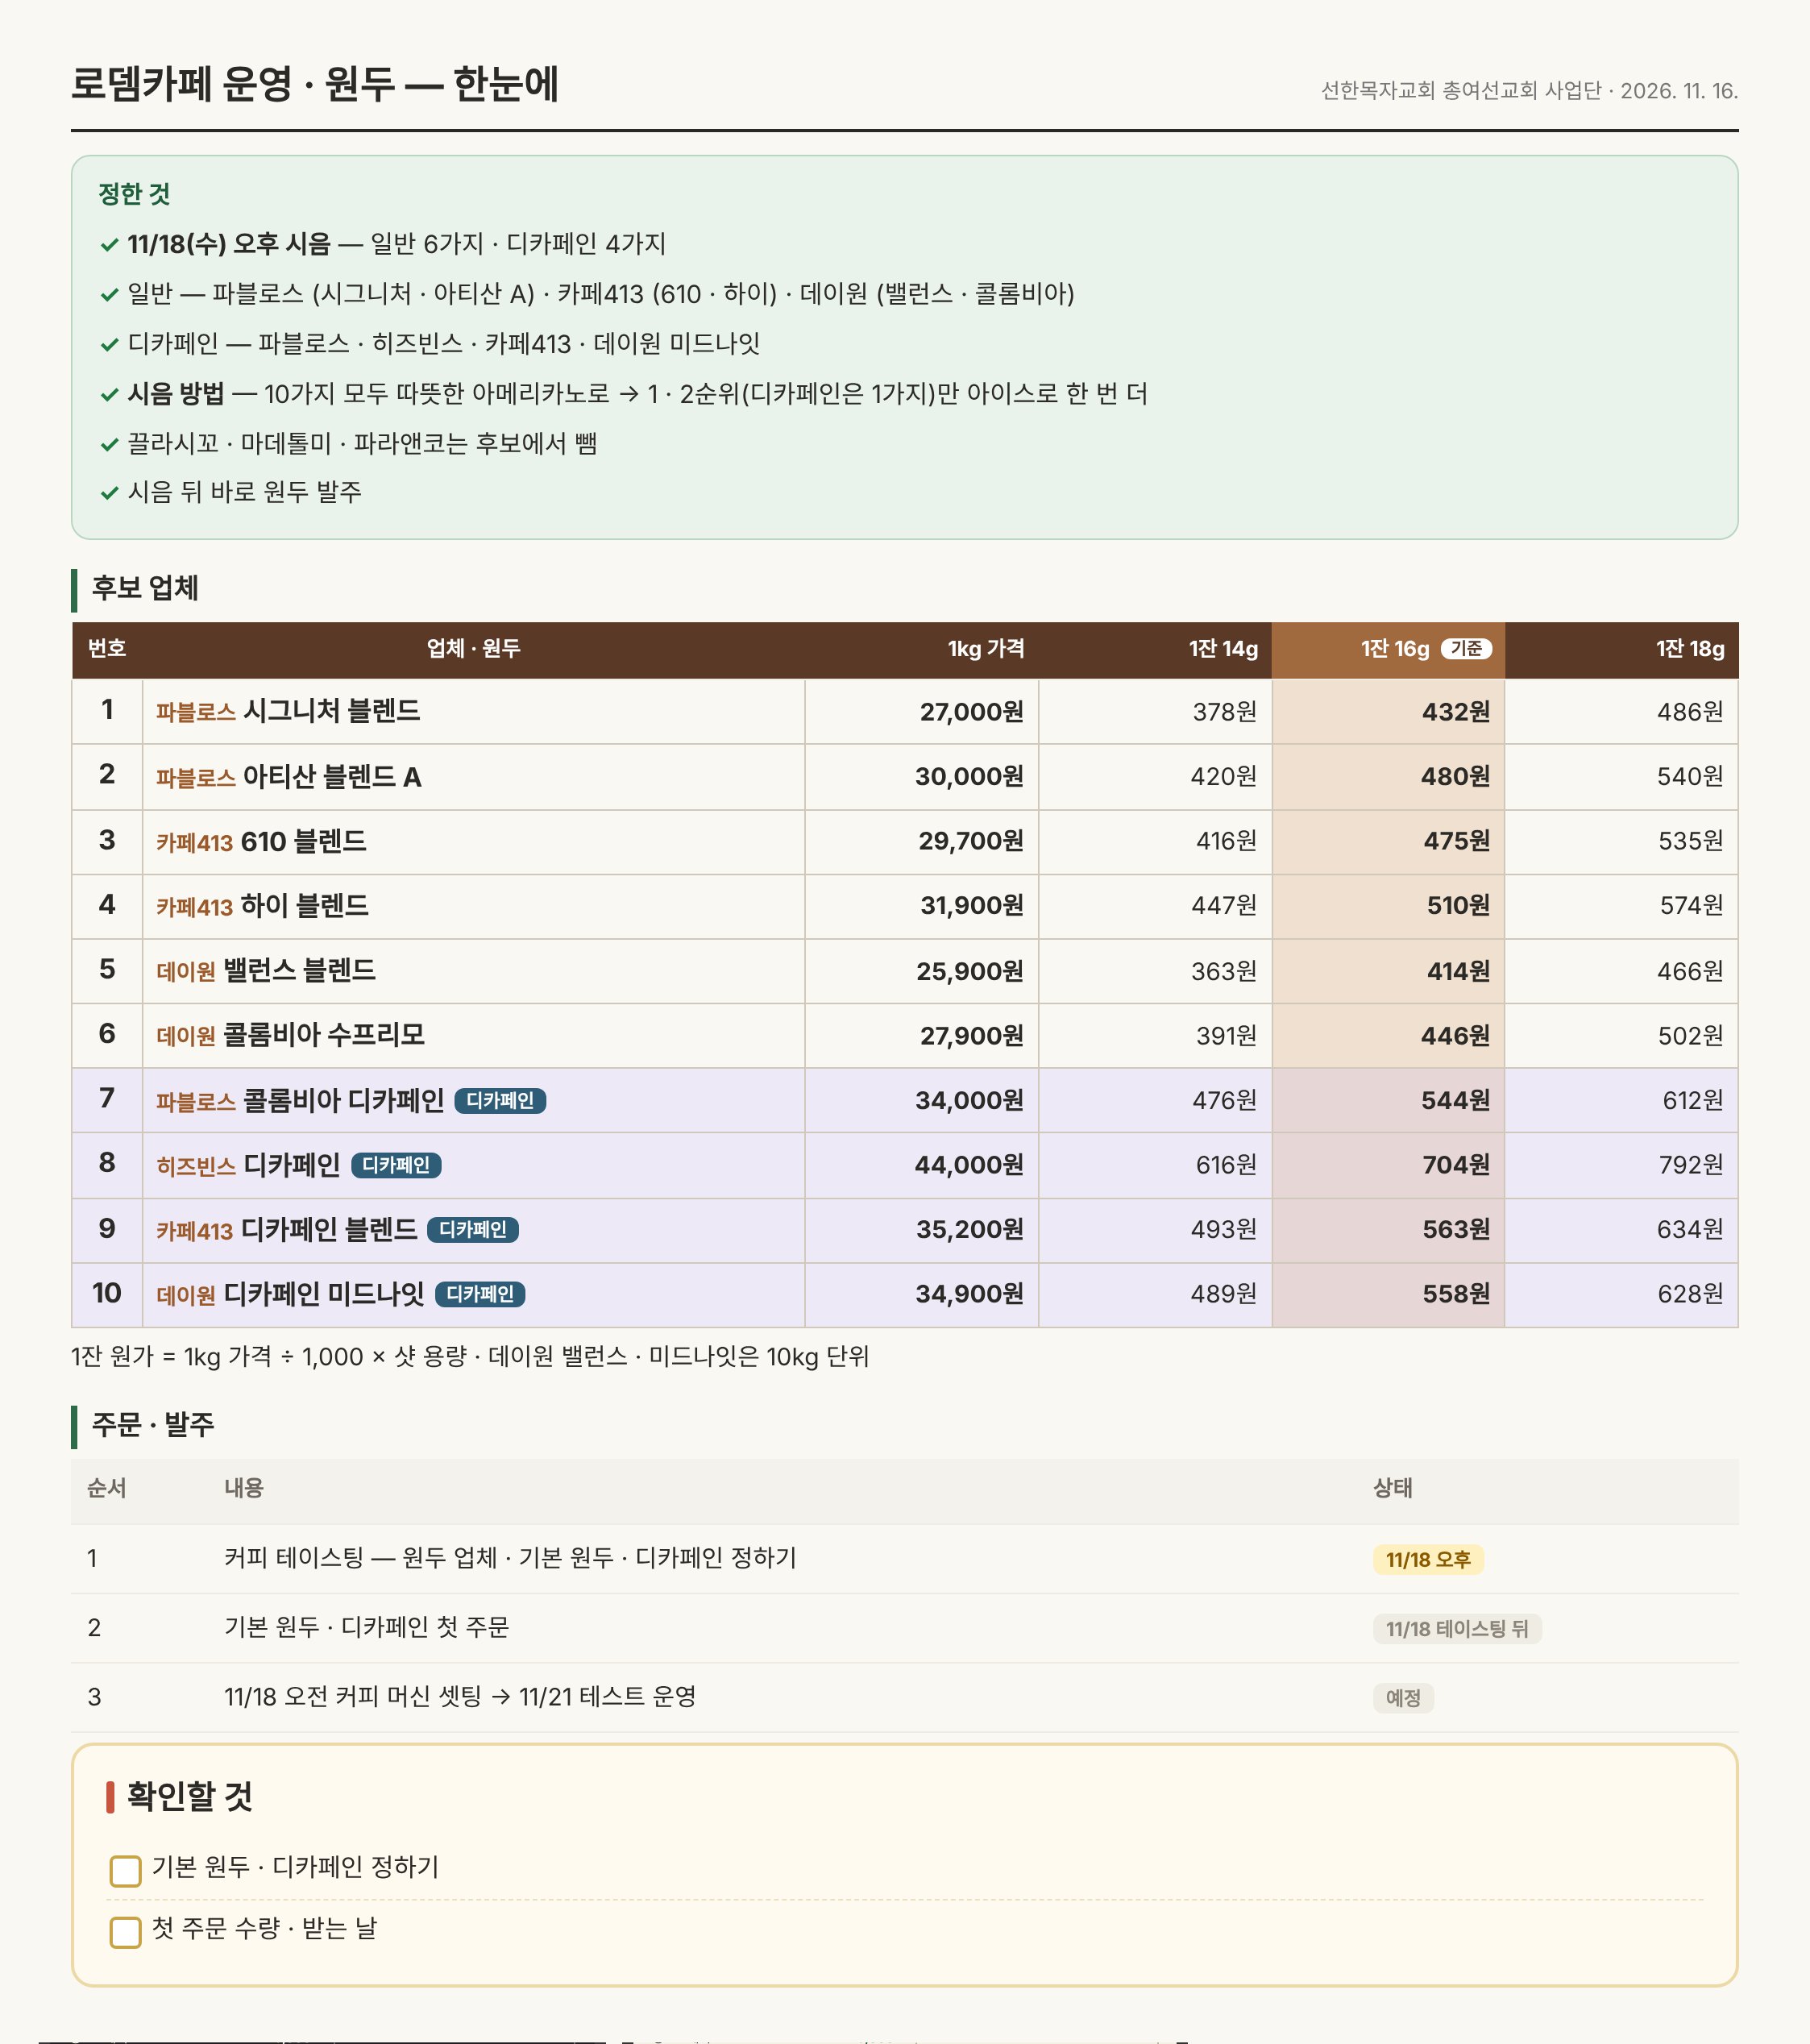 로뎀카페 운영 · 원두 — 한눈에
선한목자교회 총여선교회 사업단 · 2026. 11. 16.
정한 것
✓ 11/18(수) 오후 시음 — 일반 6가지 · 디카페인 4가지
✓ 일반 — 파블로스 (시그니처 · 아티산 A) · 카페413 (610 · 하이) · 데이원 (밸런스 · 콜롬비아)
✓ 디카페인 — 파블로스 · 히즈빈스 · 카페413 · 데이원 미드나잇
✓ 시음 방법 — 10가지 모두 따뜻한 아메리카노로 → 1 · 2순위(디카페인은 1가지)만 아이스로 한 번 더
✓ 끌라시꼬 · 마데톨미 · 파라앤코는 후보에서 뺌
✓ 시음 뒤 바로 원두 발주
후보 업체
번호 업체 · 원두 1kg 가격 1잔 14g 1잔 16g 기준 1잔 18g
1 파블로스 시그니처 블렌드 27,000원 378원 432원 486원
2 파블로스 아티산 블렌드 A 30,000원 420원 480원 540원
3 카페413 610 블렌드 29,700원 416원 475원 535원
4 카페413 하이 블렌드 31,900원 447원 510원 574원
5 데이원 밸런스 블렌드 25,900원 363원 414원 466원
6 데이원 콜롬비아 수프리모 27,900원 391원 446원 502원
7 파블로스 콜롬비아 디카페인 디카페인 34,000원 476원 544원 612원
8 히즈빈스 디카페인 디카페인 44,000원 616원 704원 792원
9 카페413 디카페인 블렌드 디카페인 35,200원 493원 563원 634원
10 데이원 디카페인 미드나잇 디카페인 34,900원 489원 558원 628원
1잔 원가 = 1kg 가격 ÷ 1,000 × 샷 용량 · 데이원 밸런스 · 미드나잇은 10kg 단위
주문 · 발주
순서 내용 상태
1 커피 테이스팅 — 원두 업체 · 기본 원두 · 디카페인 정하기 11/18 오후
2 기본 원두 · 디카페인 첫 주문 11/18 테이스팅 뒤
3 11/18 오전 커피 머신 셋팅 → 11/21 테스트 운영 예정
확인할 것
기본 원두 · 디카페인 정하기
첫 주문 수량 · 받는 날